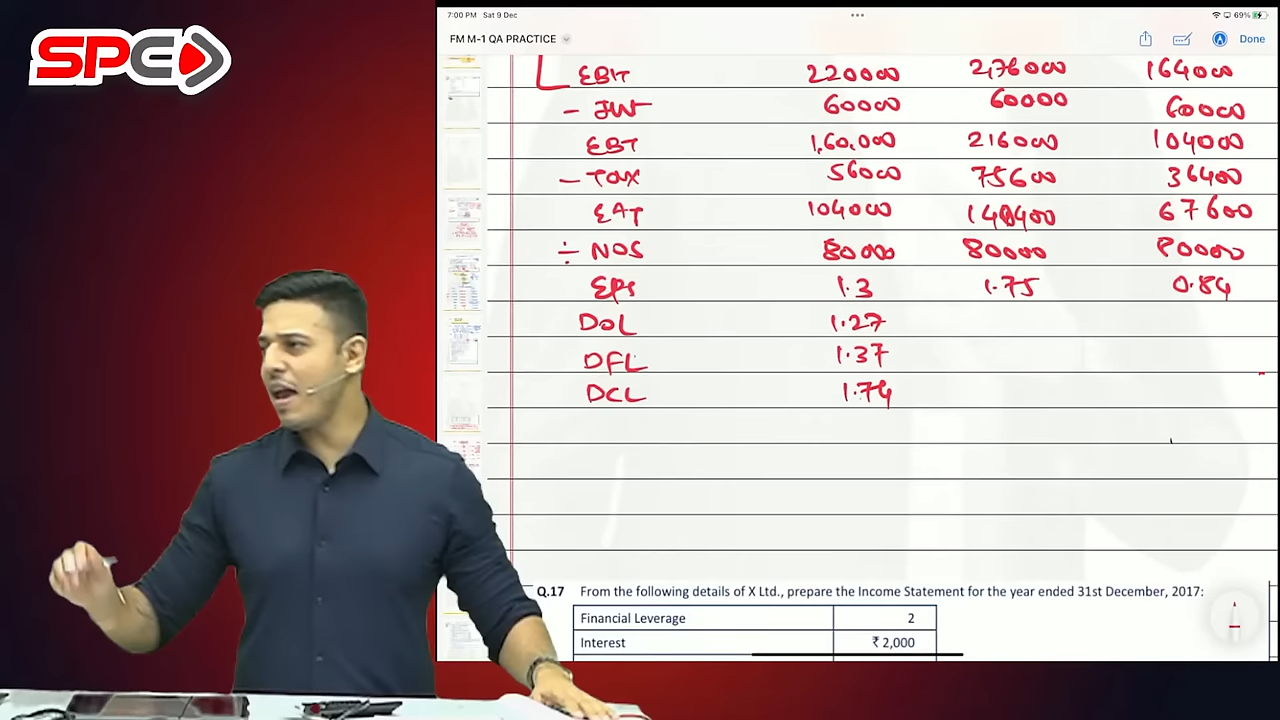 SPC
7:00 PM Sat 9 Dec
69%
FM M-1 QA PRACTICE
Done
EBIT 220000 2,76000 164000
- Int 60000 60000 60000
EBT 1,60,000 216000 104000
- Tax 56000 75600 36400
EAT 104000 140400 67600
÷ NOS 80000 80000 80000
EPS 1.3 1.75 0.84
DOL 1.27
DFL 1.37
DCL 1.74
Q.17 From the following details of X Ltd., prepare the Income Statement for the year ended 31st December, 2017:
Financial Leverage 2
Interest ₹ 2,000